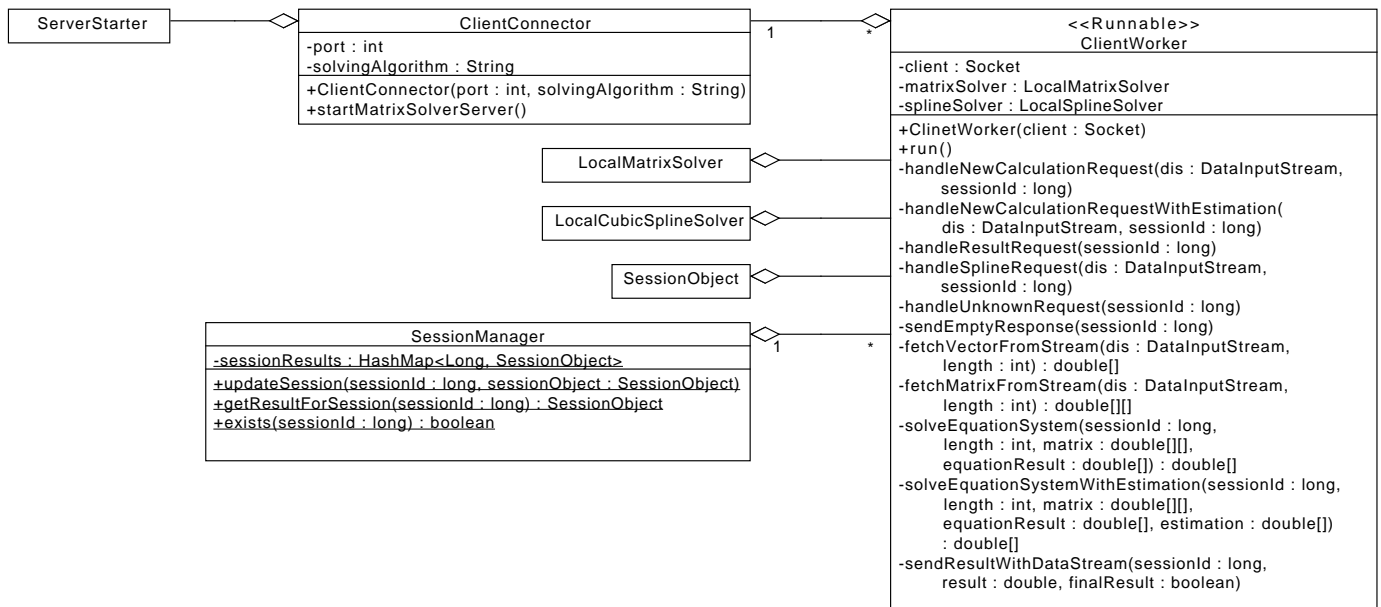 ServerStarter
ClientConnector
-port : int
-solvingAlgorithm : String
+ClientConnector(port : int, solvingAlgorithm : String)
+startMatrixSolverServer()
1
*
<<Runnable>>
ClientWorker
-client : Socket
-matrixSolver : LocalMatrixSolver
-splineSolver : LocalSplineSolver
+ClinetWorker(client : Socket)
+run()
-handleNewCalculationRequest(dis : DataInputStream,
sessionId : long)
-handleNewCalculationRequestWithEstimation(
dis : DataInputStream, sessionId : long)
-handleResultRequest(sessionId : long)
-handleSplineRequest(dis : DataInputStream,
sessionId : long)
-handleUnknownRequest(sessionId : long)
-sendEmptyResponse(sessionId : long)
-fetchVectorFromStream(dis : DataInputStream,
length : int) : double[]
-fetchMatrixFromStream(dis : DataInputStream,
length : int) : double[][]
-solveEquationSystem(sessionId : long,
length : int, matrix : double[][],
equationResult : double[]) : double[]
-solveEquationSystemWithEstimation(sessionId : long,
length : int, matrix : double[][],
equationResult : double[], estimation : double[])
: double[]
-sendResultWithDataStream(sessionId : long,
result : double, finalResult : boolean)
LocalMatrixSolver
LocalCubicSplineSolver
SessionObject
SessionManager
-sessionResults : HashMap<Long, SessionObject>
+updateSession(sessionId : long, sessionObject : SessionObject)
+getResultForSession(sessionId : long) : SessionObject
+exists(sessionId : long) : boolean
1
*